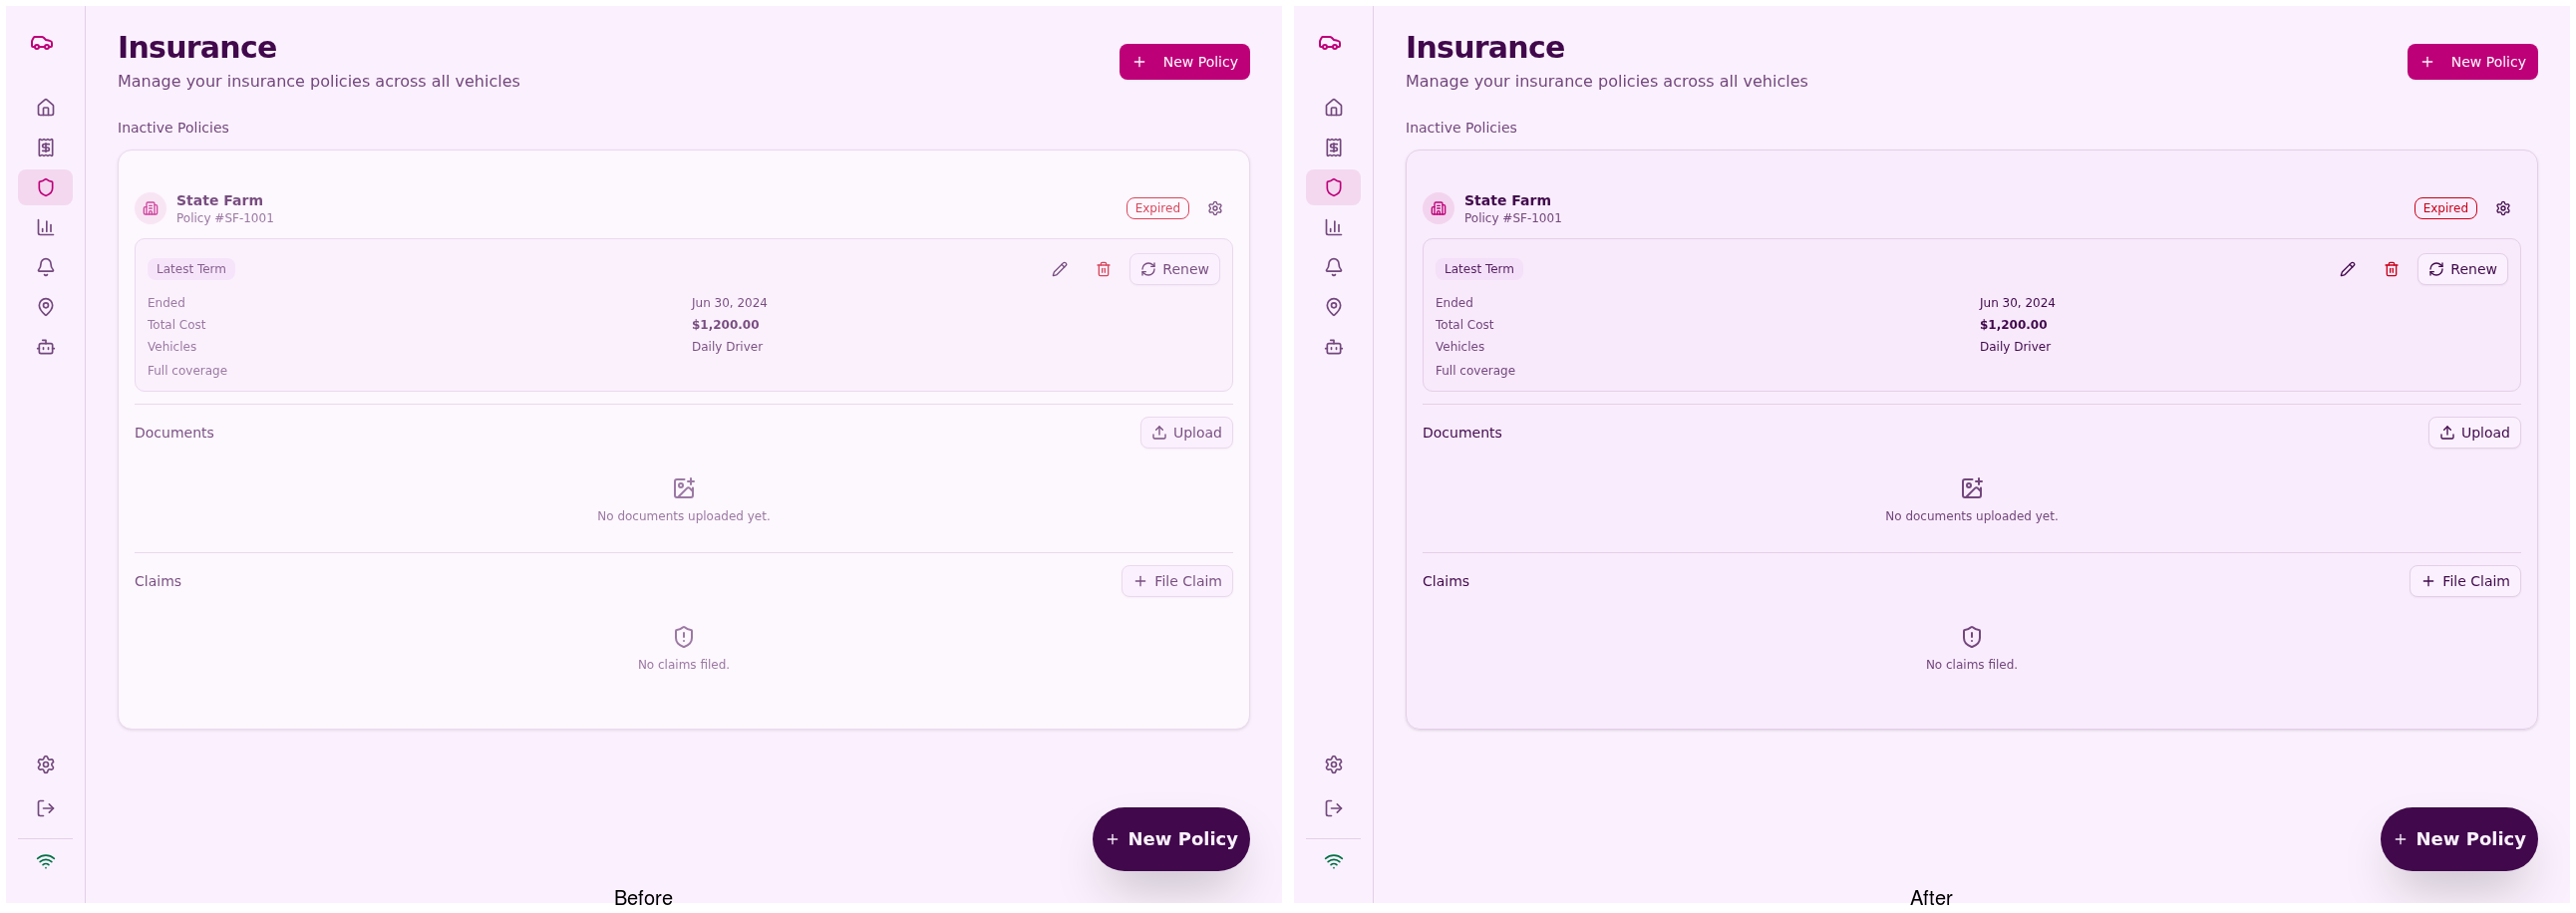 Insurance
Manage your insurance policies across all vehicles
New Policy
Inactive Policies
State Farm
Policy #SF-1001
Expired
Latest Term
Renew
Ended
Jun 30, 2024
Total Cost
$1,200.00
Vehicles
Daily Driver
Full coverage
Documents
Upload
No documents uploaded yet.
Claims
File Claim
No claims filed.
New Policy
Before
Insurance
Manage your insurance policies across all vehicles
New Policy
Inactive Policies
State Farm
Policy #SF-1001
Expired
Latest Term
Renew
Ended
Jun 30, 2024
Total Cost
$1,200.00
Vehicles
Daily Driver
Full coverage
Documents
Upload
No documents uploaded yet.
Claims
File Claim
No claims filed.
New Policy
After